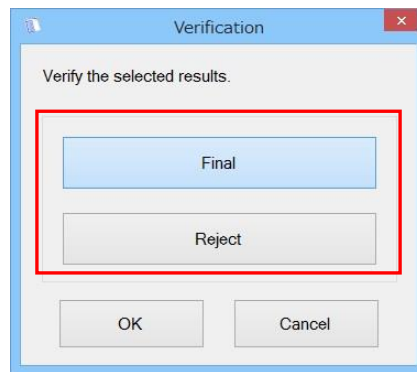 Verification
Verify the selected results.
Final
Reject
OK
Cancel